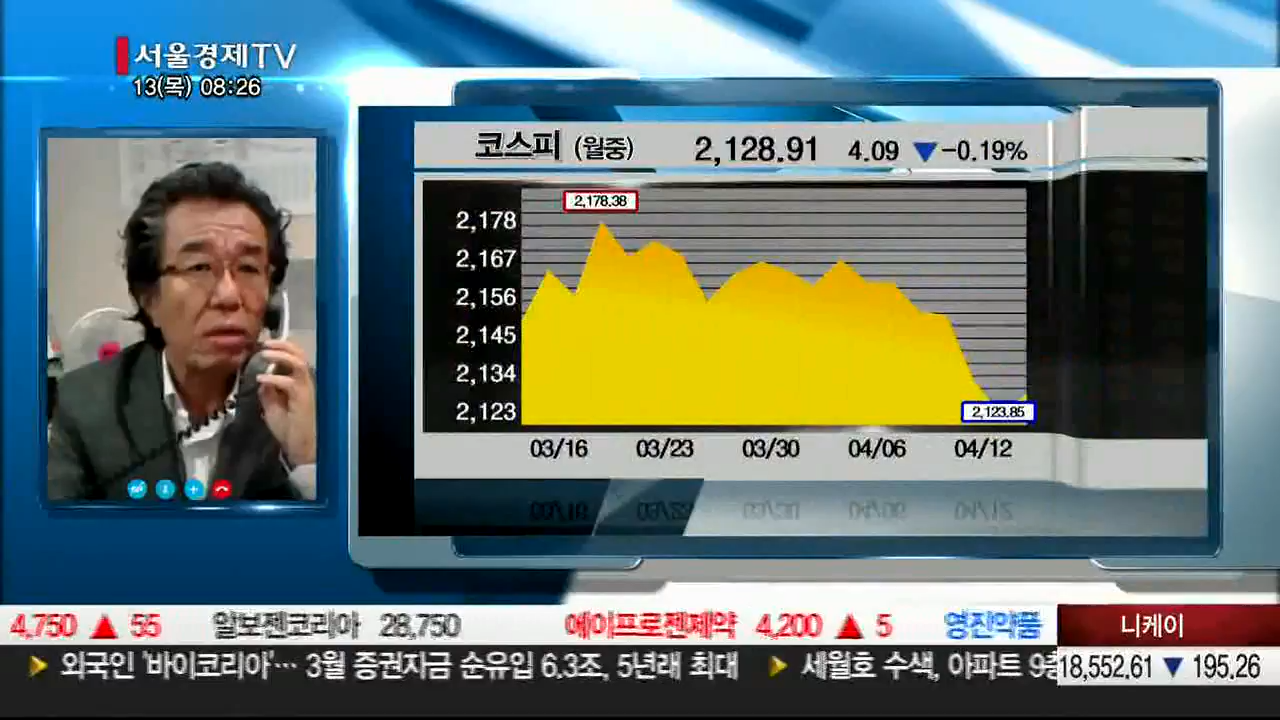 서울경제TV
13(목) 08:26
코스피 (월중) 2,128.91 4.09 ▼-0.19%
2,178.38
2,178
2,167
2,156
2,145
2,134
2,123
2,123.85
03/16 03/23 03/30 04/06 04/12
4,750 ▲ 55 알보젠코리아 28,750 에이프로젠제약 4,200 ▲ 5 영진약품 니케이
외국인 '바이코리아'… 3월 증권자금 순유입 6.3조, 5년래 최대 세월호 수색, 아파트 9층 18,552.61 ▼ 195.26